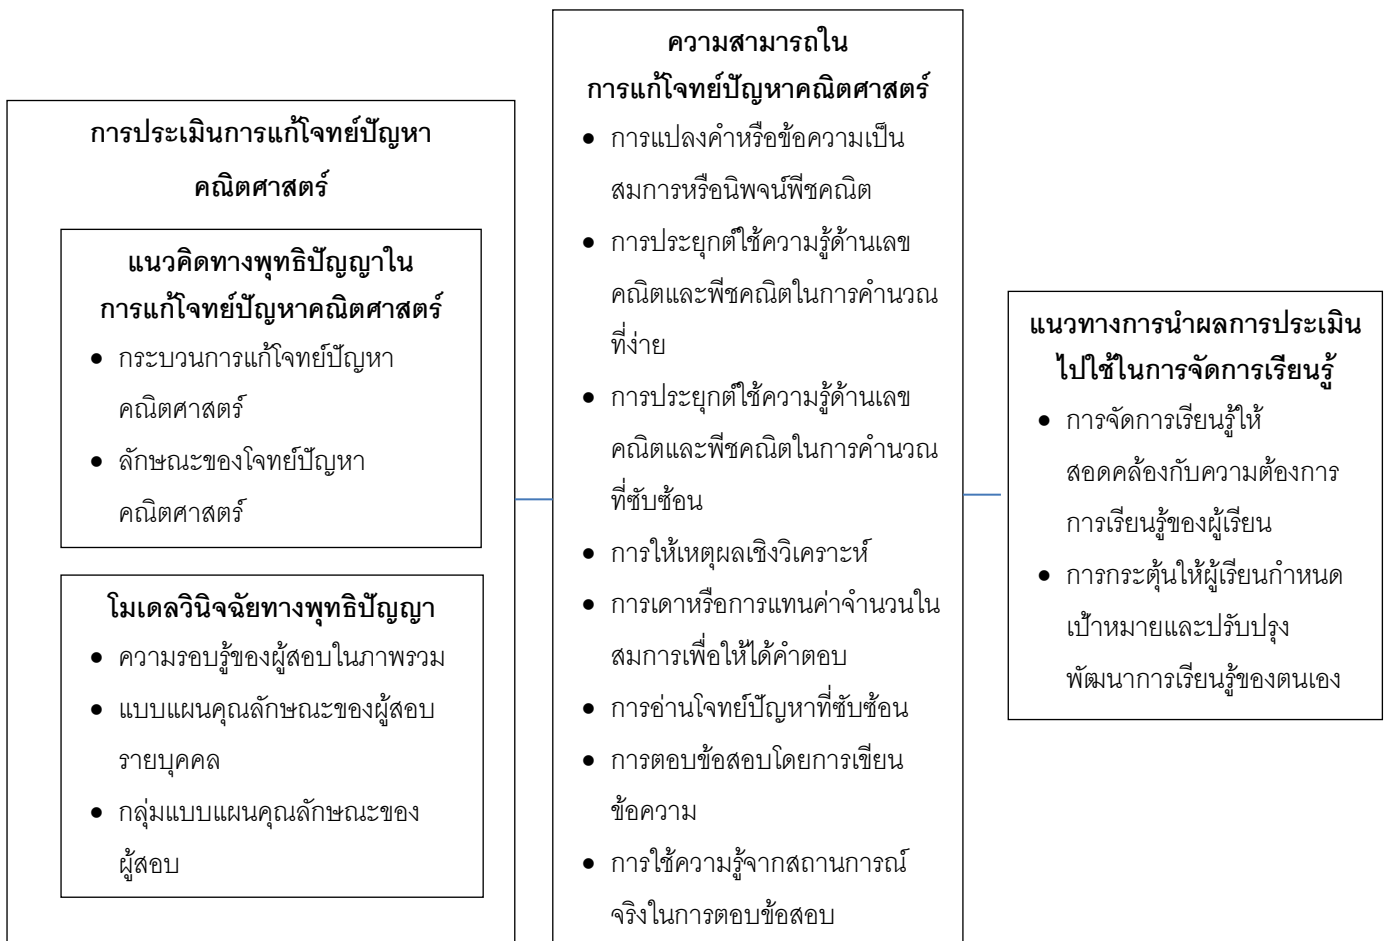 การประเมินการแก้โจทย์ปัญหา
คณิตศาสตร์
แนวคิดทางพุทธิปัญญาใน
การแก้โจทย์ปัญหาคณิตศาสตร์
• กระบวนการแก้โจทย์ปัญหา
คณิตศาสตร์
• ลักษณะของโจทย์ปัญหา
คณิตศาสตร์
โมเดลวินิจฉัยทางพุทธิปัญญา
• ความรอบรู้ของผู้สอบในภาพรวม
• แบบแผนคุณลักษณะของผู้สอบ
รายบุคคล
• กลุ่มแบบแผนคุณลักษณะของ
ผู้สอบ
ความสามารถใน
การแก้โจทย์ปัญหาคณิตศาสตร์
• การแปลงคำหรือข้อความเป็น
สมการหรือนิพจน์พีชคณิต
• การประยุกต์ใช้ความรู้ด้านเลข
คณิตและพีชคณิตในการคำนวณ
ที่ง่าย
• การประยุกต์ใช้ความรู้ด้านเลข
คณิตและพีชคณิตในการคำนวณ
ที่ซับซ้อน
• การให้เหตุผลเชิงวิเคราะห์
• การเดาหรือการแทนค่าจำนวนใน
สมการเพื่อให้ได้คำตอบ
• การอ่านโจทย์ปัญหาที่ซับซ้อน
• การตอบข้อสอบโดยการเขียน
ข้อความ
• การใช้ความรู้จากสถานการณ์
จริงในการตอบข้อสอบ
แนวทางการนำผลการประเมิน
ไปใช้ในการจัดการเรียนรู้
• การจัดการเรียนรู้ให้
สอดคล้องกับความต้องการ
การเรียนรู้ของผู้เรียน
• การกระตุ้นให้ผู้เรียนกำหนด
เป้าหมายและปรับปรุง
พัฒนาการเรียนรู้ของตนเอง